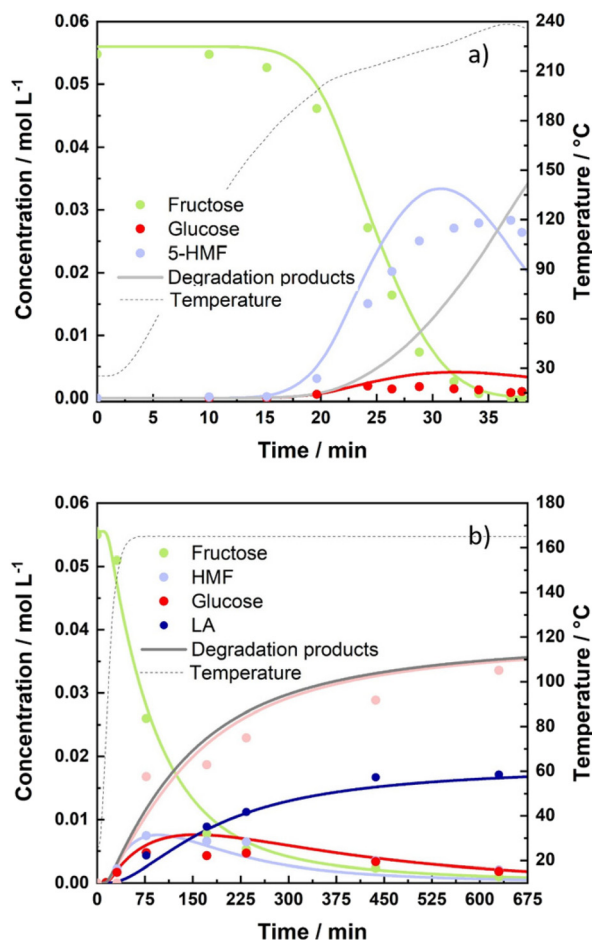 0.06
0.05
0.04
0.03
0.02
0.01
0.00
Concentration / mol L⁻¹
a)
Fructose
Glucose
5-HMF
Degradation products
Temperature
240
210
180
150
120
90
60
30
Temperature / °C
0 5 10 15 20 25 30 35
Time / min
0.06
0.05
0.04
0.03
0.02
0.01
0.00
Concentration / mol L⁻¹
b)
Fructose
HMF
Glucose
LA
Degradation products
Temperature
180
160
140
120
100
80
60
40
20
Temperature / °C
0 75 150 225 300 375 450 525 600 675
Time / min